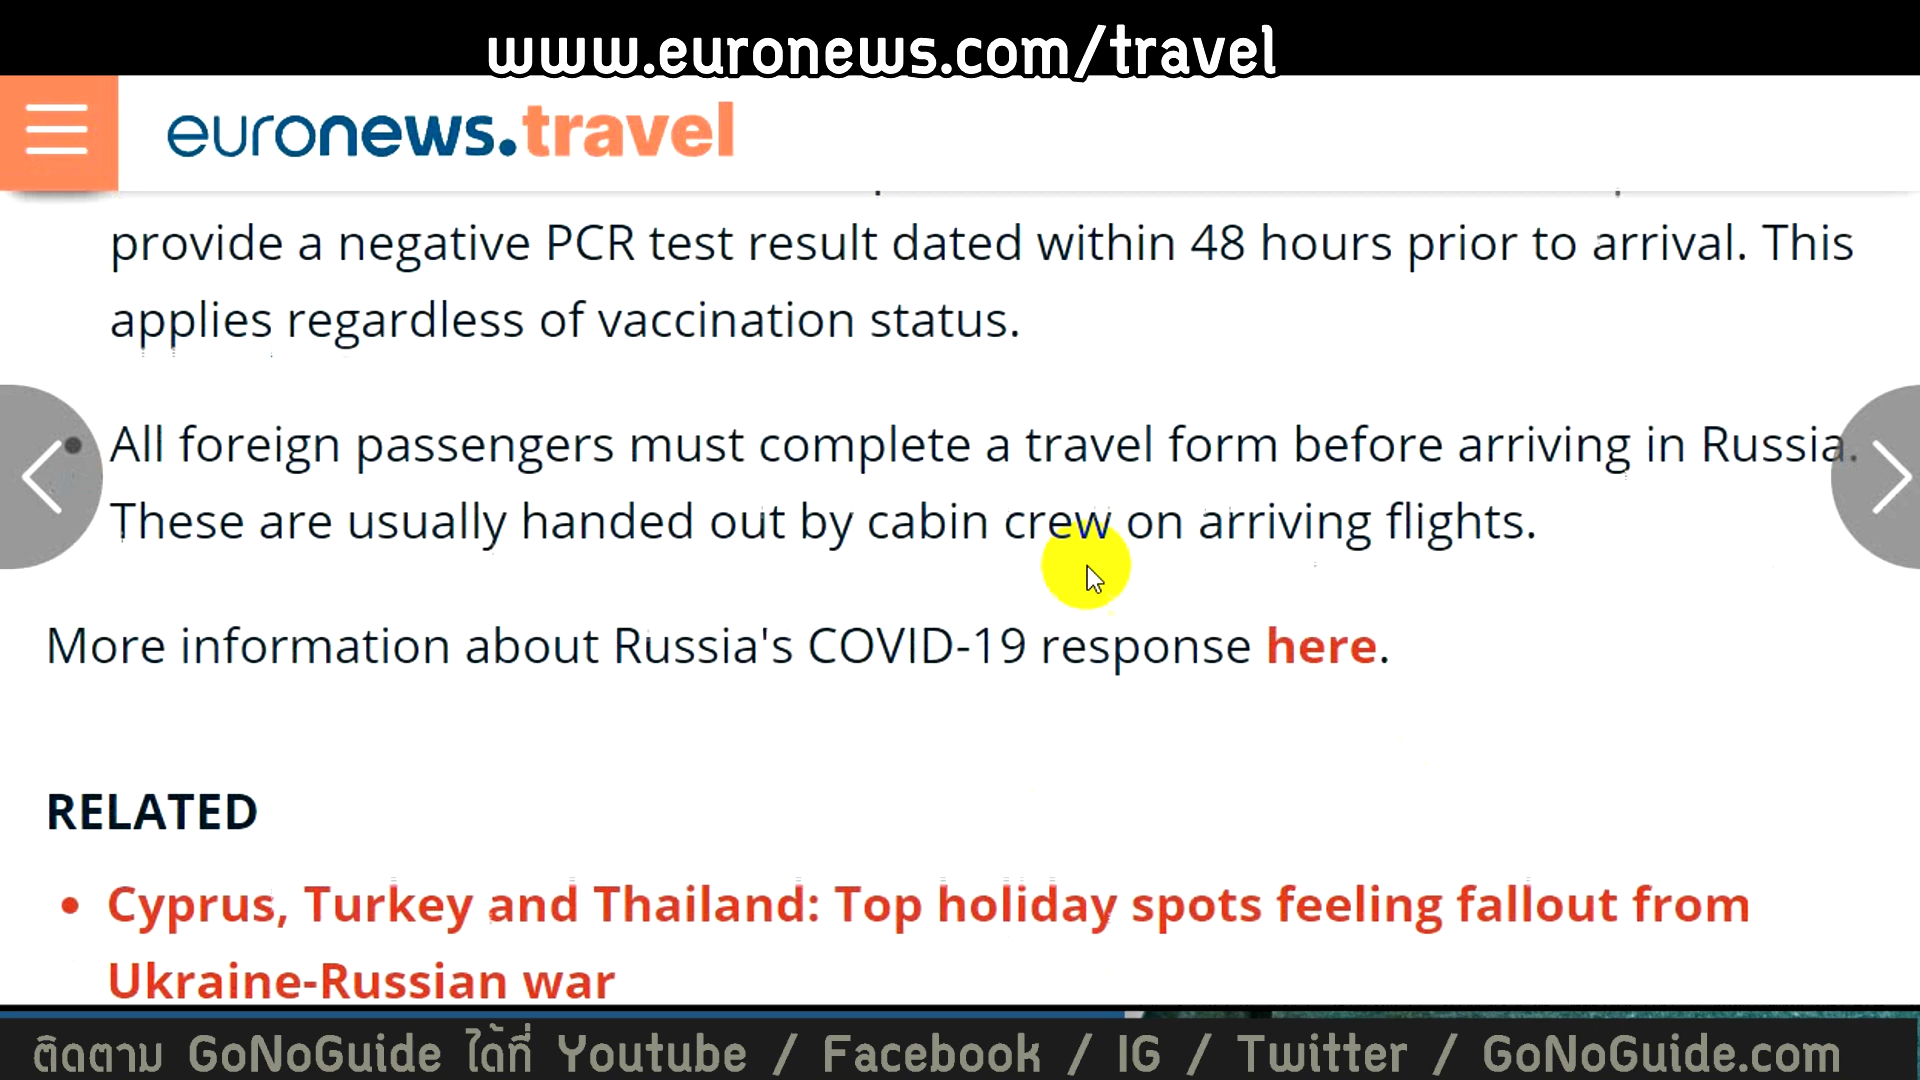 www.euronews.com/travel
euronews.travel
provide a negative PCR test result dated within 48 hours prior to arrival. This
applies regardless of vaccination status.
• All foreign passengers must complete a travel form before arriving in Russia.
These are usually handed out by cabin crew on arriving flights.
More information about Russia's COVID-19 response here.
RELATED
• Cyprus, Turkey and Thailand: Top holiday spots feeling fallout from
Ukraine-Russian war
ติดตาม GoNoGuide ได้ที่ Youtube / Facebook / IG / Twitter / GoNoGuide.com